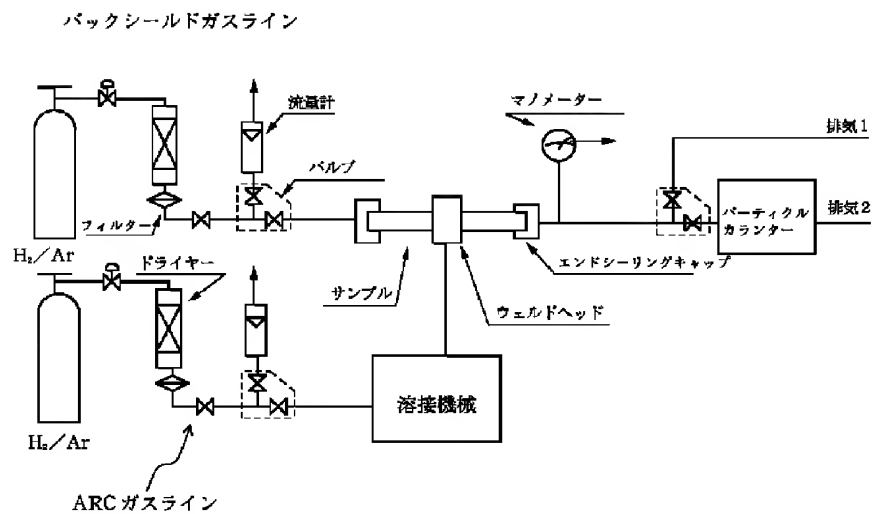 バックシールドガスライン
流量計
マノメーター
排気1
バルブ
パーティクル
カランター
排気2
フィルター
H₂／Ar
エンドシーリングキャップ
ドライヤー
サンプル
ウェルドヘッド
溶接機械
H₂／Ar
ARCガスライン